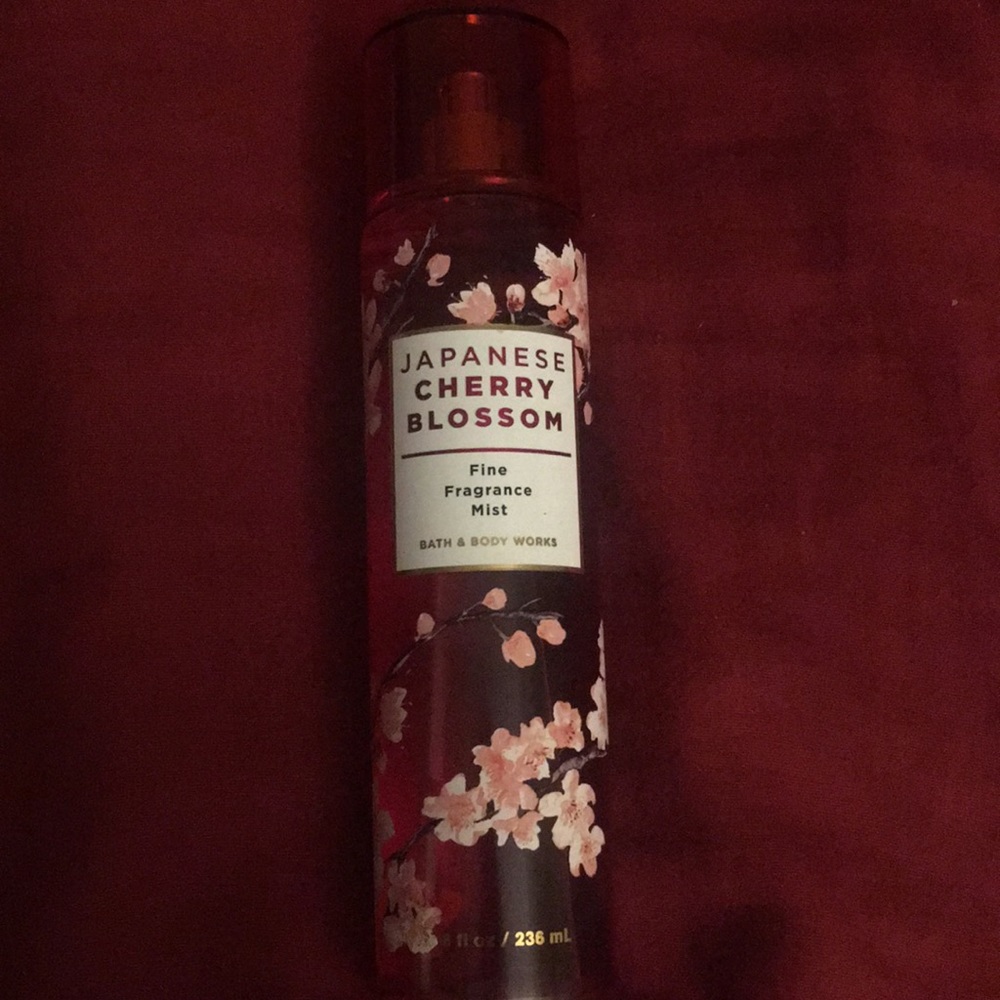 JAPANESE
CHERRY
BLOSSOM
Fine
Fragrance
Mist
BATH & BODY WORKS
fl oz / 236 mL